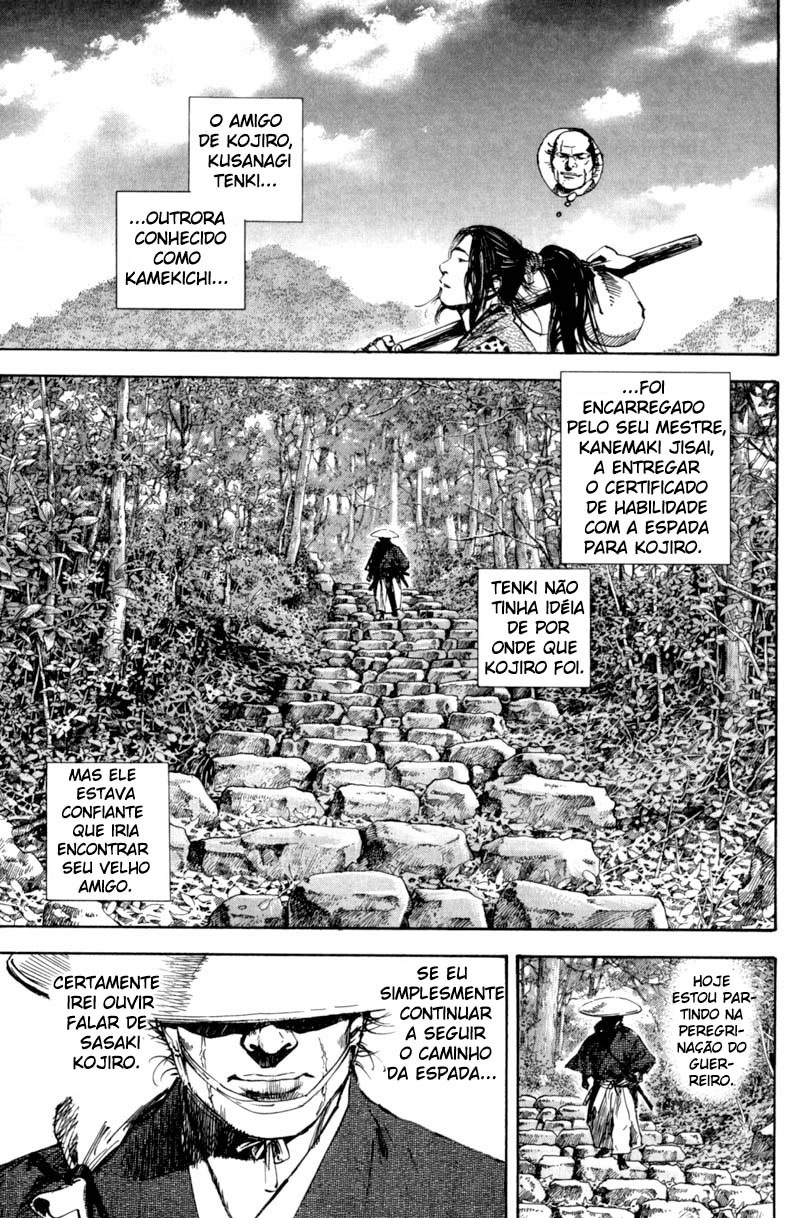 O AMIGO
DE KOJIRO,
KUSANAGI
TENKI...
...OUTRORA
CONHECIDO
COMO
KAMEKICHI...
...FOI
ENCARREGADO
PELO SEU MESTRE,
KANEMAKI JISAI,
A ENTREGAR
O CERTIFICADO
DE HABILIDADE
COM A ESPADA
PARA KOJIRO.
TENKI NÃO
TINHA IDÉIA
DE POR
ONDE QUE
KOJIRO FOI.
MAS ELE
ESTAVA
CONFIANTE
QUE IRIA
ENCONTRAR
SEU VELHO
AMIGO.
HOJE
ESTOU PAR-
TINDO NA
PEREGRI-
NAÇÃO DO
GUER-
REIRO.
SE EU
SIMPLESMENTE
CONTINUAR
A SEGUIR
O CAMINHO
DA ESPADA...
CERTAMENTE
IREI OUVIR
FALAR DE
SASAKI
KOJIRO.